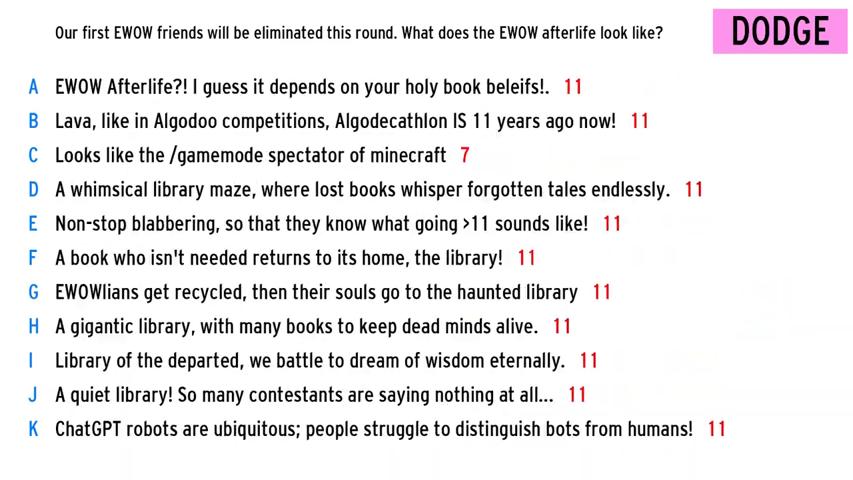 Our first EWOW friends will be eliminated this round. What does the EWOW afterlife look like?
DODGE
A EWOW Afterlife?! I guess it depends on your holy book beleifs!. 11
B Lava, like in Algodoo competitions, Algodecathlon IS 11 years ago now! 11
C Looks like the /gamemode spectator of minecraft 7
D A whimsical library maze, where lost books whisper forgotten tales endlessly. 11
E Non-stop blabbering, so that they know what going >11 sounds like! 11
F A book who isn't needed returns to its home, the library! 11
G EWOWlians get recycled, then their souls go to the haunted library 11
H A gigantic library, with many books to keep dead minds alive. 11
I Library of the departed, we battle to dream of wisdom eternally. 11
J A quiet library! So many contestants are saying nothing at all... 11
K ChatGPT robots are ubiquitous; people struggle to distinguish bots from humans! 11